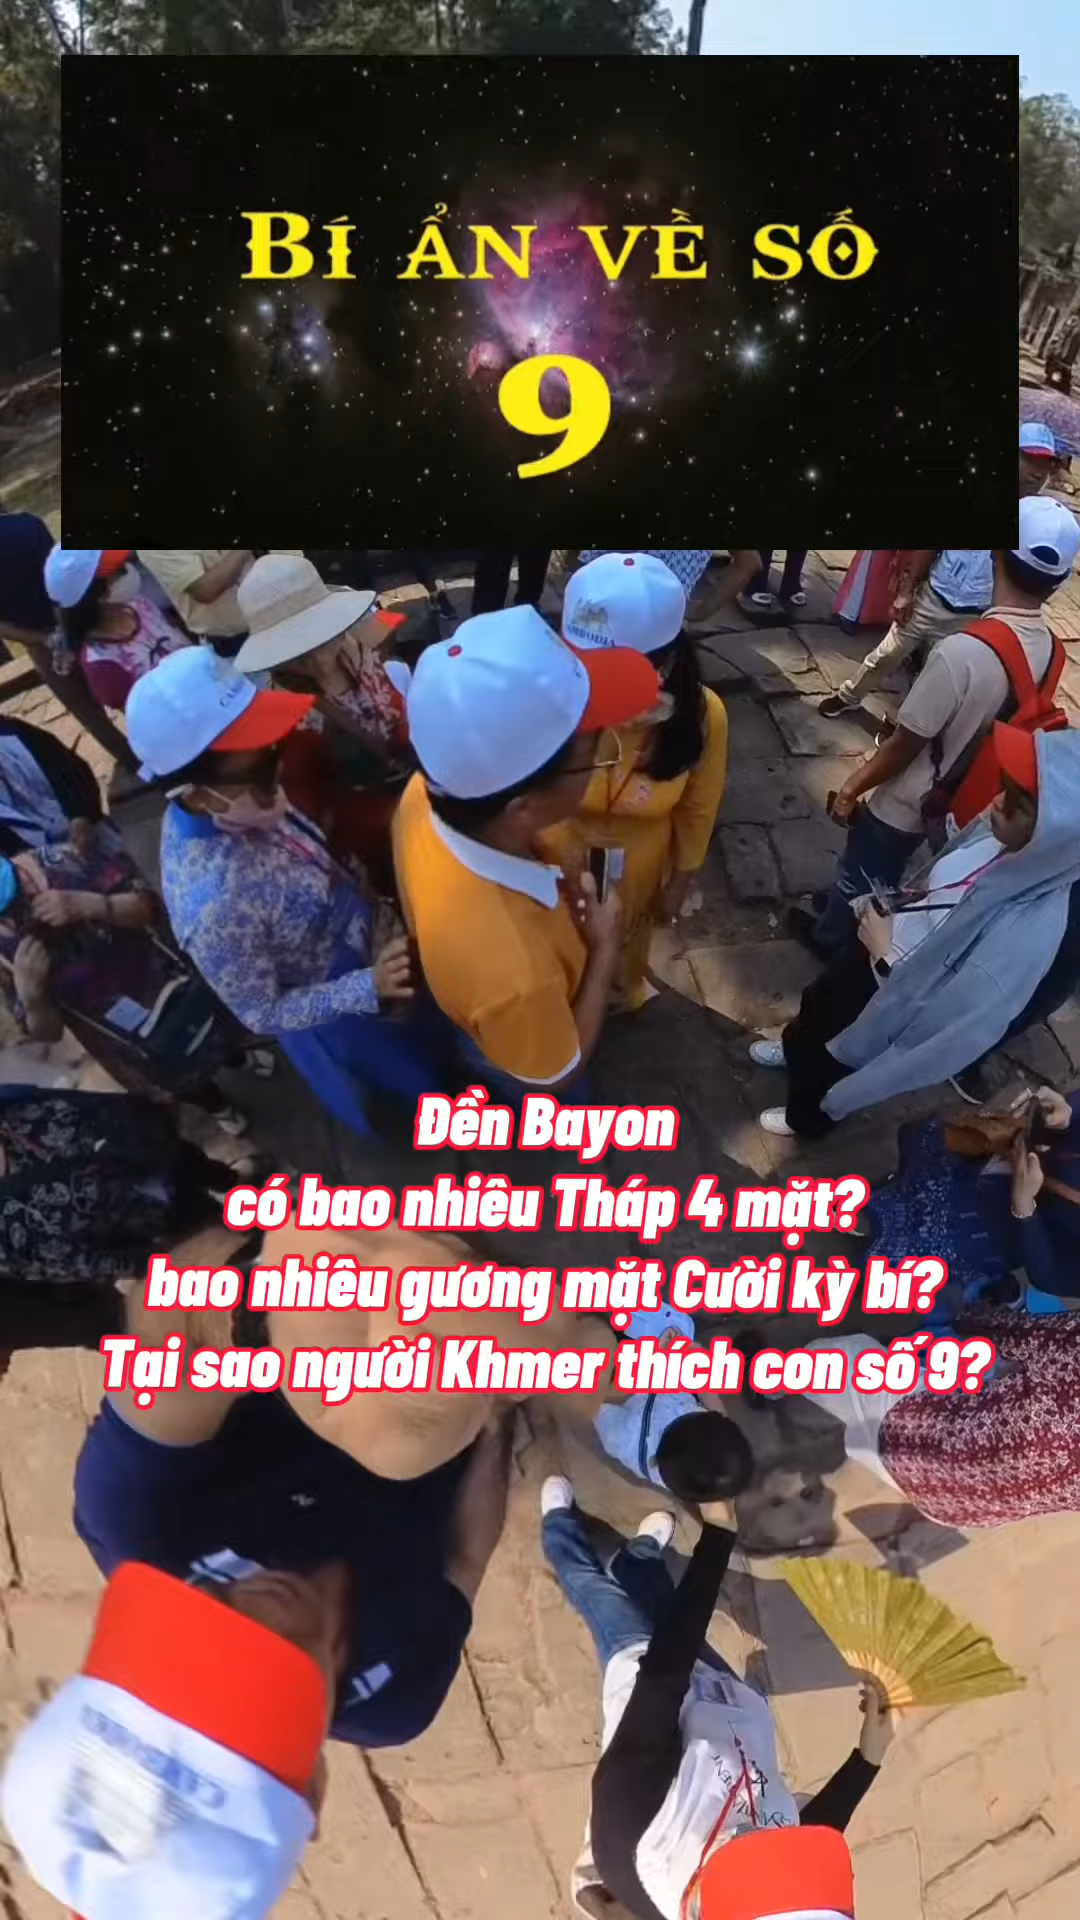 BÍ ẨN VỀ SỐ
9
CAMBODIA
Đền Bayon
có bao nhiêu Tháp 4 mặt?
bao nhiêu gương mặt Cười kỳ bí?
Tại sao người Khmer thích con số 9?